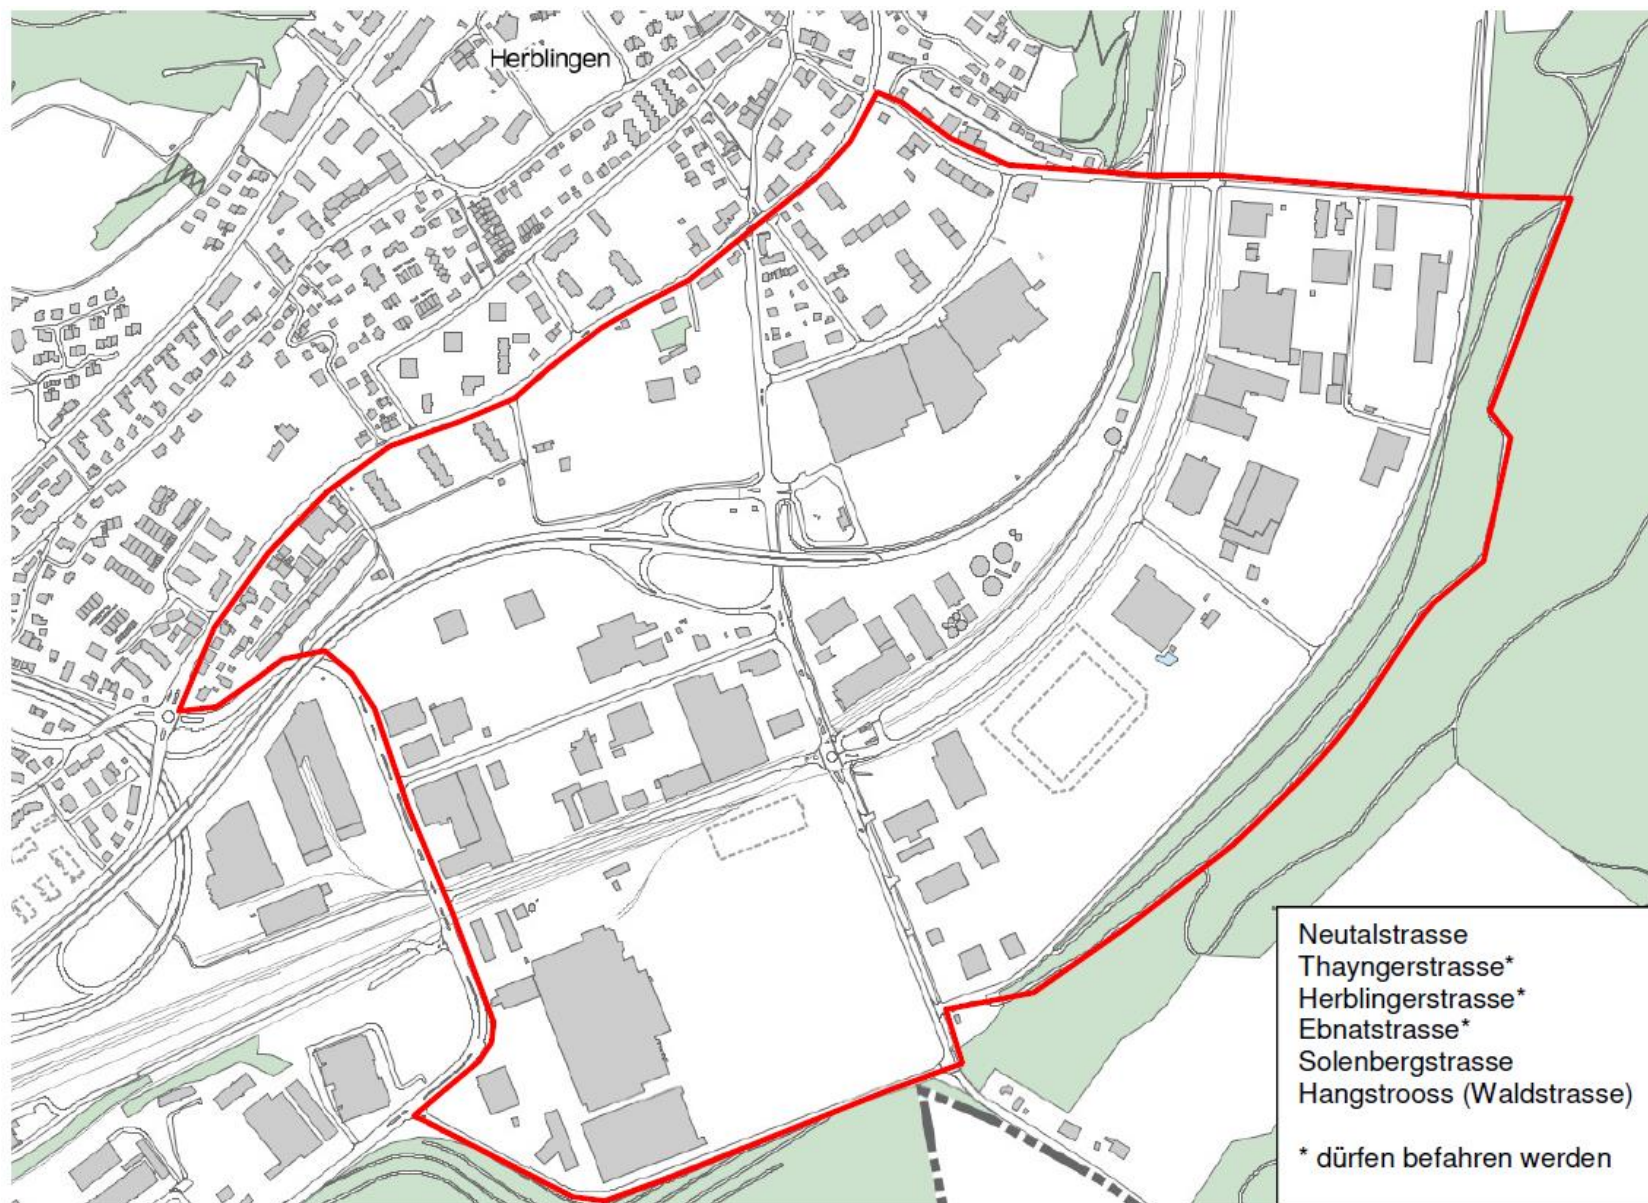 Herblingen
Neutalstrasse
Thayngerstrasse*
Herblingerstrasse*
Ebnatstrasse*
Solenbergstrasse
Hangstrooss (Waldstrasse)
* dürfen befahren werden